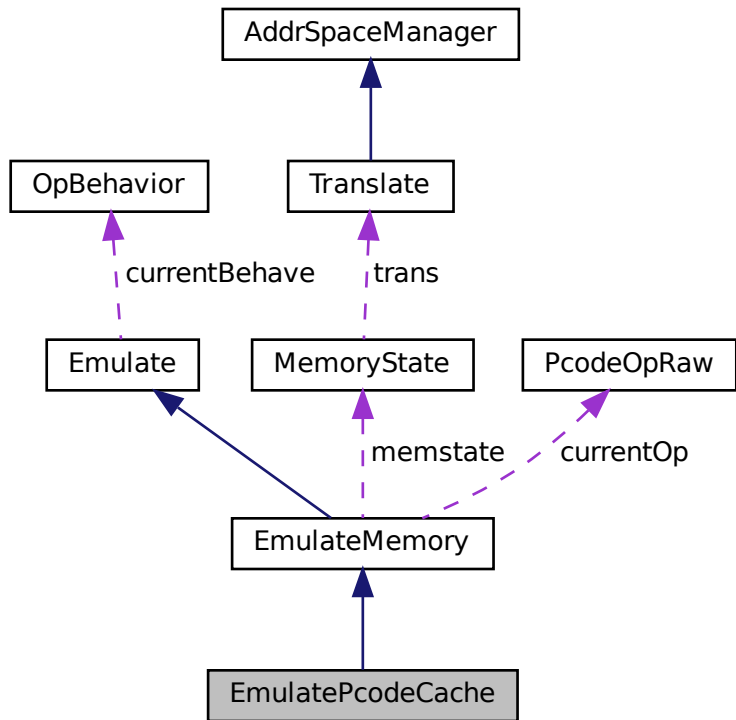 AddrSpaceManager
OpBehavior
Translate
currentBehave
trans
Emulate
MemoryState
PcodeOpRaw
memstate
currentOp
EmulateMemory
EmulatePcodeCache